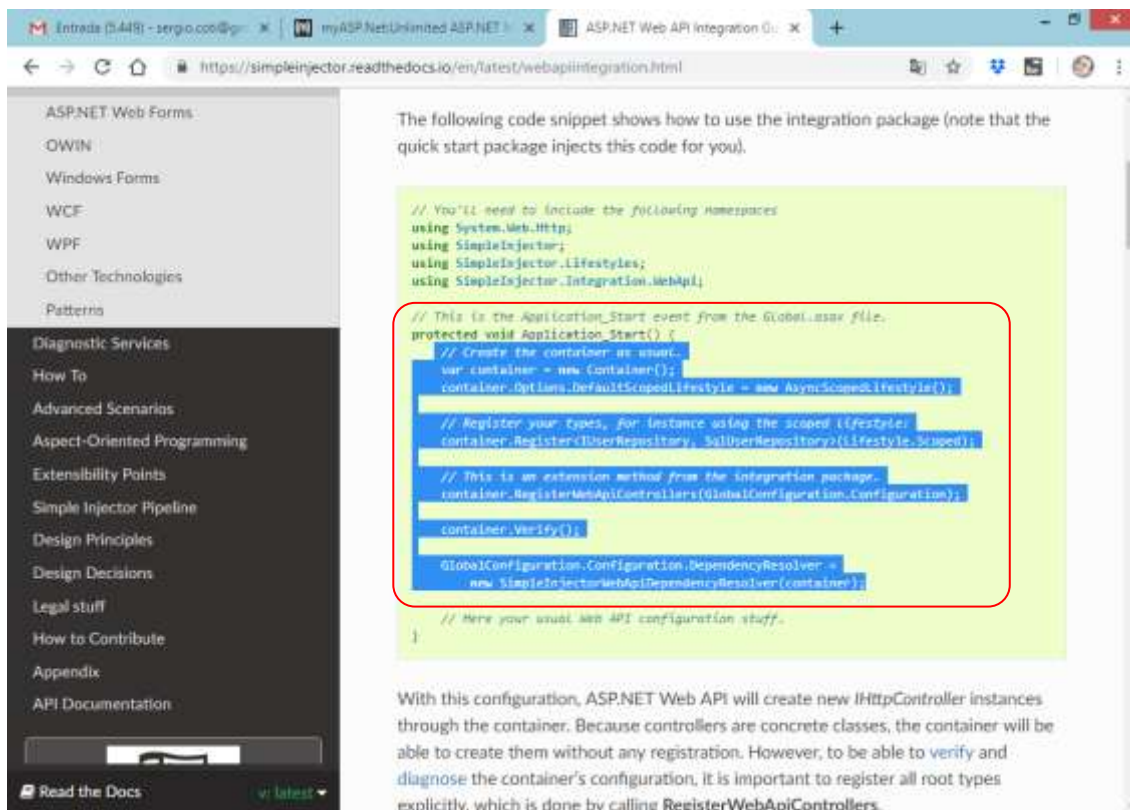 Entrada (5.449) - sergio.coti@g
myASP.Net:Unlimited ASP.NET
ASP.NET Web API Integration G
https://simpleinjector.readthedocs.io/en/latest/webapiintegration.html
ASP.NET Web Forms
OWIN
Windows Forms
WCF
WPF
Other Technologies
Patterns
Diagnostic Services
How To
Advanced Scenarios
Aspect-Oriented Programming
Extensibility Points
Simple Injector Pipeline
Design Principles
Design Decisions
Legal stuff
How to Contribute
Appendix
API Documentation
Read the Docs
v: latest
The following code snippet shows how to use the integration package (note that the
quick start package injects this code for you).
// You'll need to include the following namespaces
using System.Web.Http;
using SimpleInjector;
using SimpleInjector.Lifestyles;
using SimpleInjector.Integration.WebApi;
// This is the Application_Start event from the Global.asax file.
protected void Application_Start() {
// Create the container as usual.
var container = new Container();
container.Options.DefaultScopedLifestyle = new AsyncScopedLifestyle();
// Register your types, for instance using the scoped lifestyle:
container.Register<IUserRepository, SqlUserRepository>(Lifestyle.Scoped);
// This is an extension method from the integration package.
container.RegisterWebApiControllers(GlobalConfiguration.Configuration);
container.Verify();
GlobalConfiguration.Configuration.DependencyResolver =
new SimpleInjectorWebApiDependencyResolver(container);
// Here your usual Web API configuration stuff.
}
With this configuration, ASP.NET Web API will create new IHttpController instances
through the container. Because controllers are concrete classes, the container will be
able to create them without any registration. However, to be able to verify and
diagnose the container's configuration, it is important to register all root types
explicitly, which is done by calling RegisterWebApiControllers.